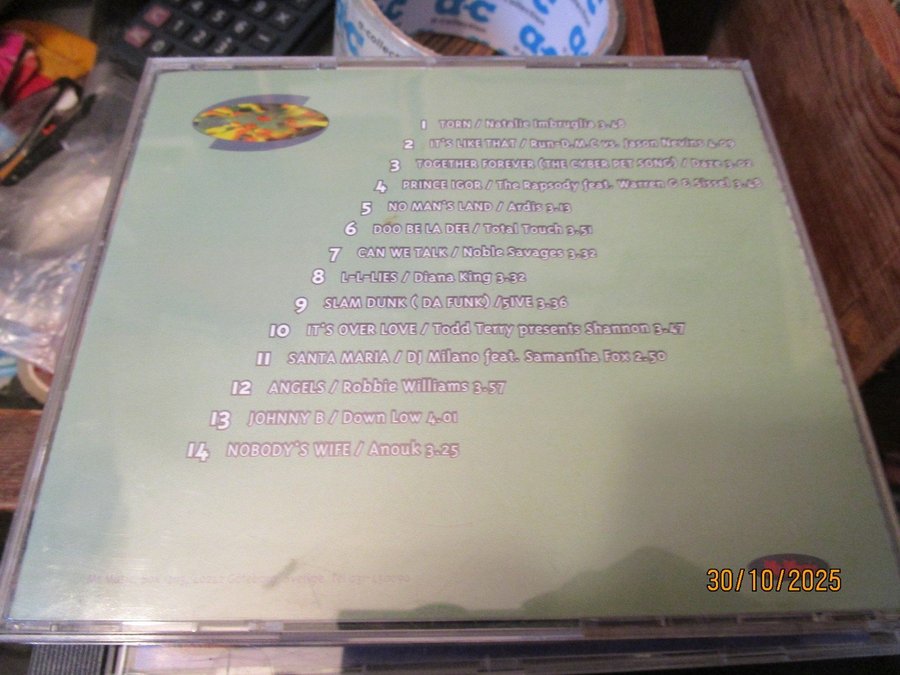 a·c
a-collection
a·c
1 TORN / Natalie Imbruglia 3.48
2 IT'S LIKE THAT / Run-D.M.C vs. Jason Nevins 4.09
3 TOGETHER FOREVER (THE CYBER PET SONG) / Daze 3.02
4 PRINCE IGOR / The Rapsody feat. Warren G & Sissel 3.48
5 NO MAN'S LAND / Ardis 3.13
6 DOO BE LA DEE / Total Touch 3.51
7 CAN WE TALK / Noble Savages 3.32
8 L-L-LIES / Diana King 3.32
9 SLAM DUNK ( DA FUNK) /5IVE 3.36
10 IT'S OVER LOVE / Todd Terry presents Shannon 3.47
11 SANTA MARIA / DJ Milano feat. Samantha Fox 2.50
12 ANGELS / Robbie Williams 3.57
13 JOHNNY B / Down Low 4.01
14 NOBODY'S WIFE / Anouk 3.25
Mr Music
30/10/2025